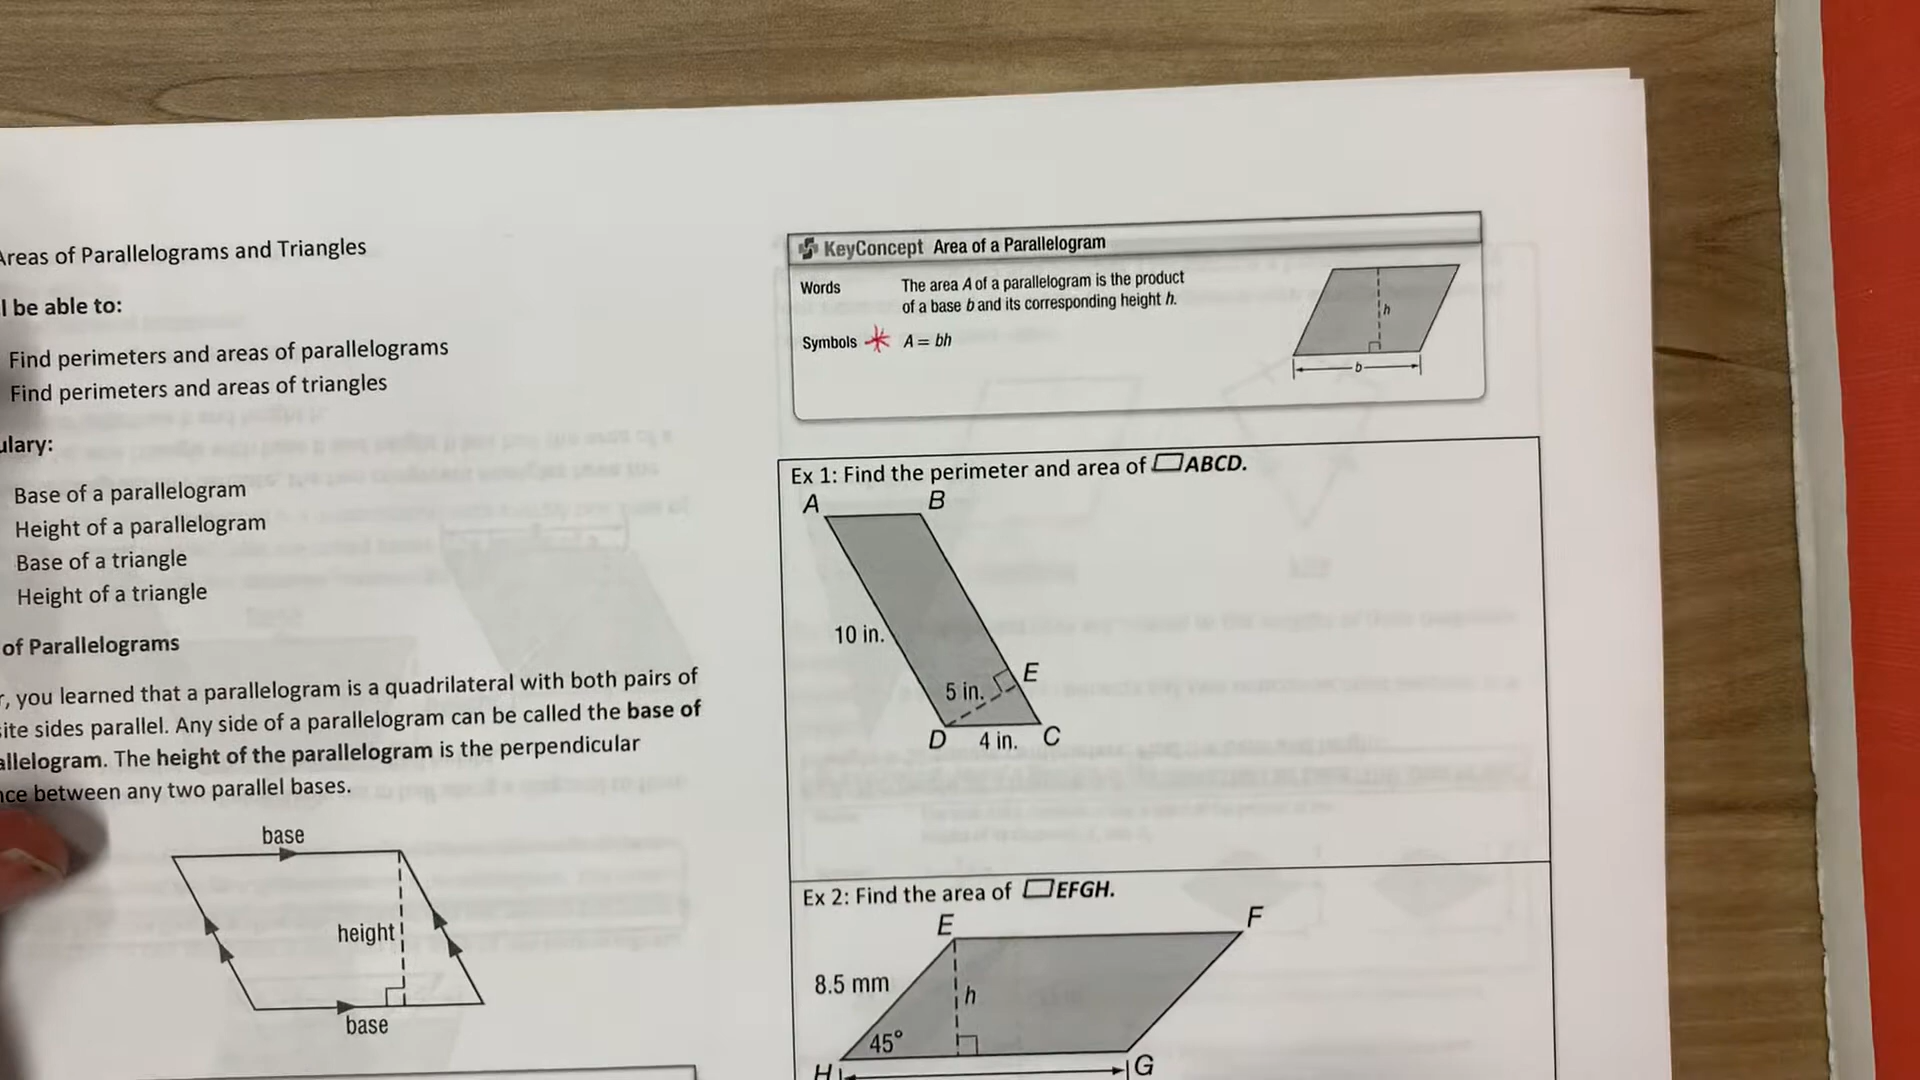 Areas of Parallelograms and Triangles
be able to:
Find perimeters and areas of parallelograms
Find perimeters and areas of triangles
Base of a parallelogram
Height of a parallelogram
Base of a triangle
Height of a triangle
of Parallelograms
you learned that a parallelogram is a quadrilateral with both pairs of
sides parallel. Any side of a parallelogram can be called the base of
The height of the parallelogram is the perpendicular
between any two parallel bases.
base
height
base
KeyConcept Area of a Parallelogram
Words The area A of a parallelogram is the product
of a base b and its corresponding height h.
Symbols A = bh
h
b
Ex 1: Find the perimeter and area of ▱ABCD.
A B
10 in.
5 in. E
D 4 in. C
Ex 2: Find the area of ▱EFGH.
E F
8.5 mm
h
45°
H G